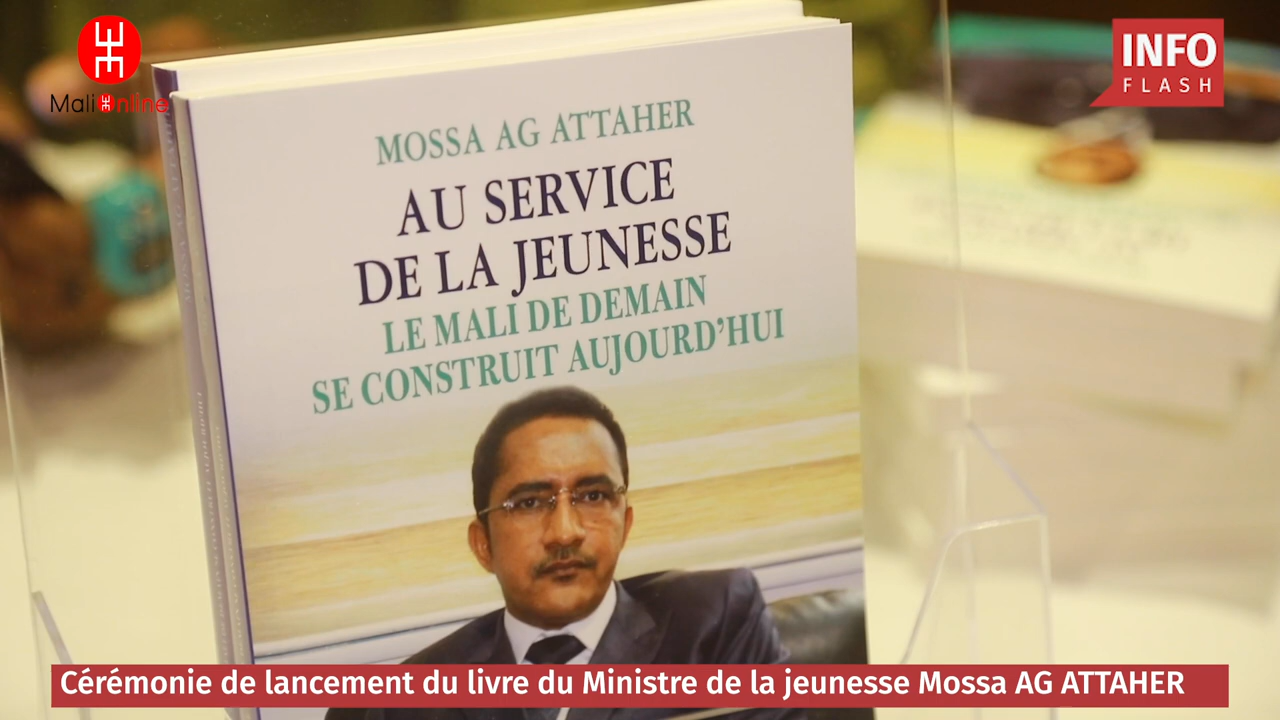 MaliOnline
INFO
FLASH
MOSSA AG ATTAHER
AU SERVICE
DE LA JEUNESSE
LE MALI DE DEMAIN
SE CONSTRUIT AUJOURD'HUI
Cérémonie de lancement du livre du Ministre de la jeunesse Mossa AG ATTAHER